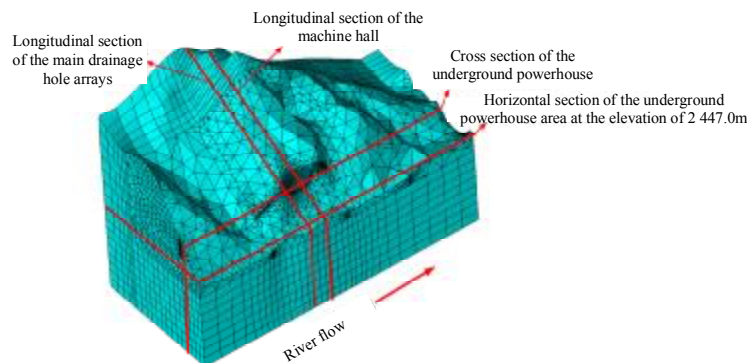 Longitudinal section
of the main drainage
hole arrays
Longitudinal section of the
machine hall
Cross section of the
underground powerhouse
Horizontal section of the underground
powerhouse area at the elevation of 2 447.0m
River flow